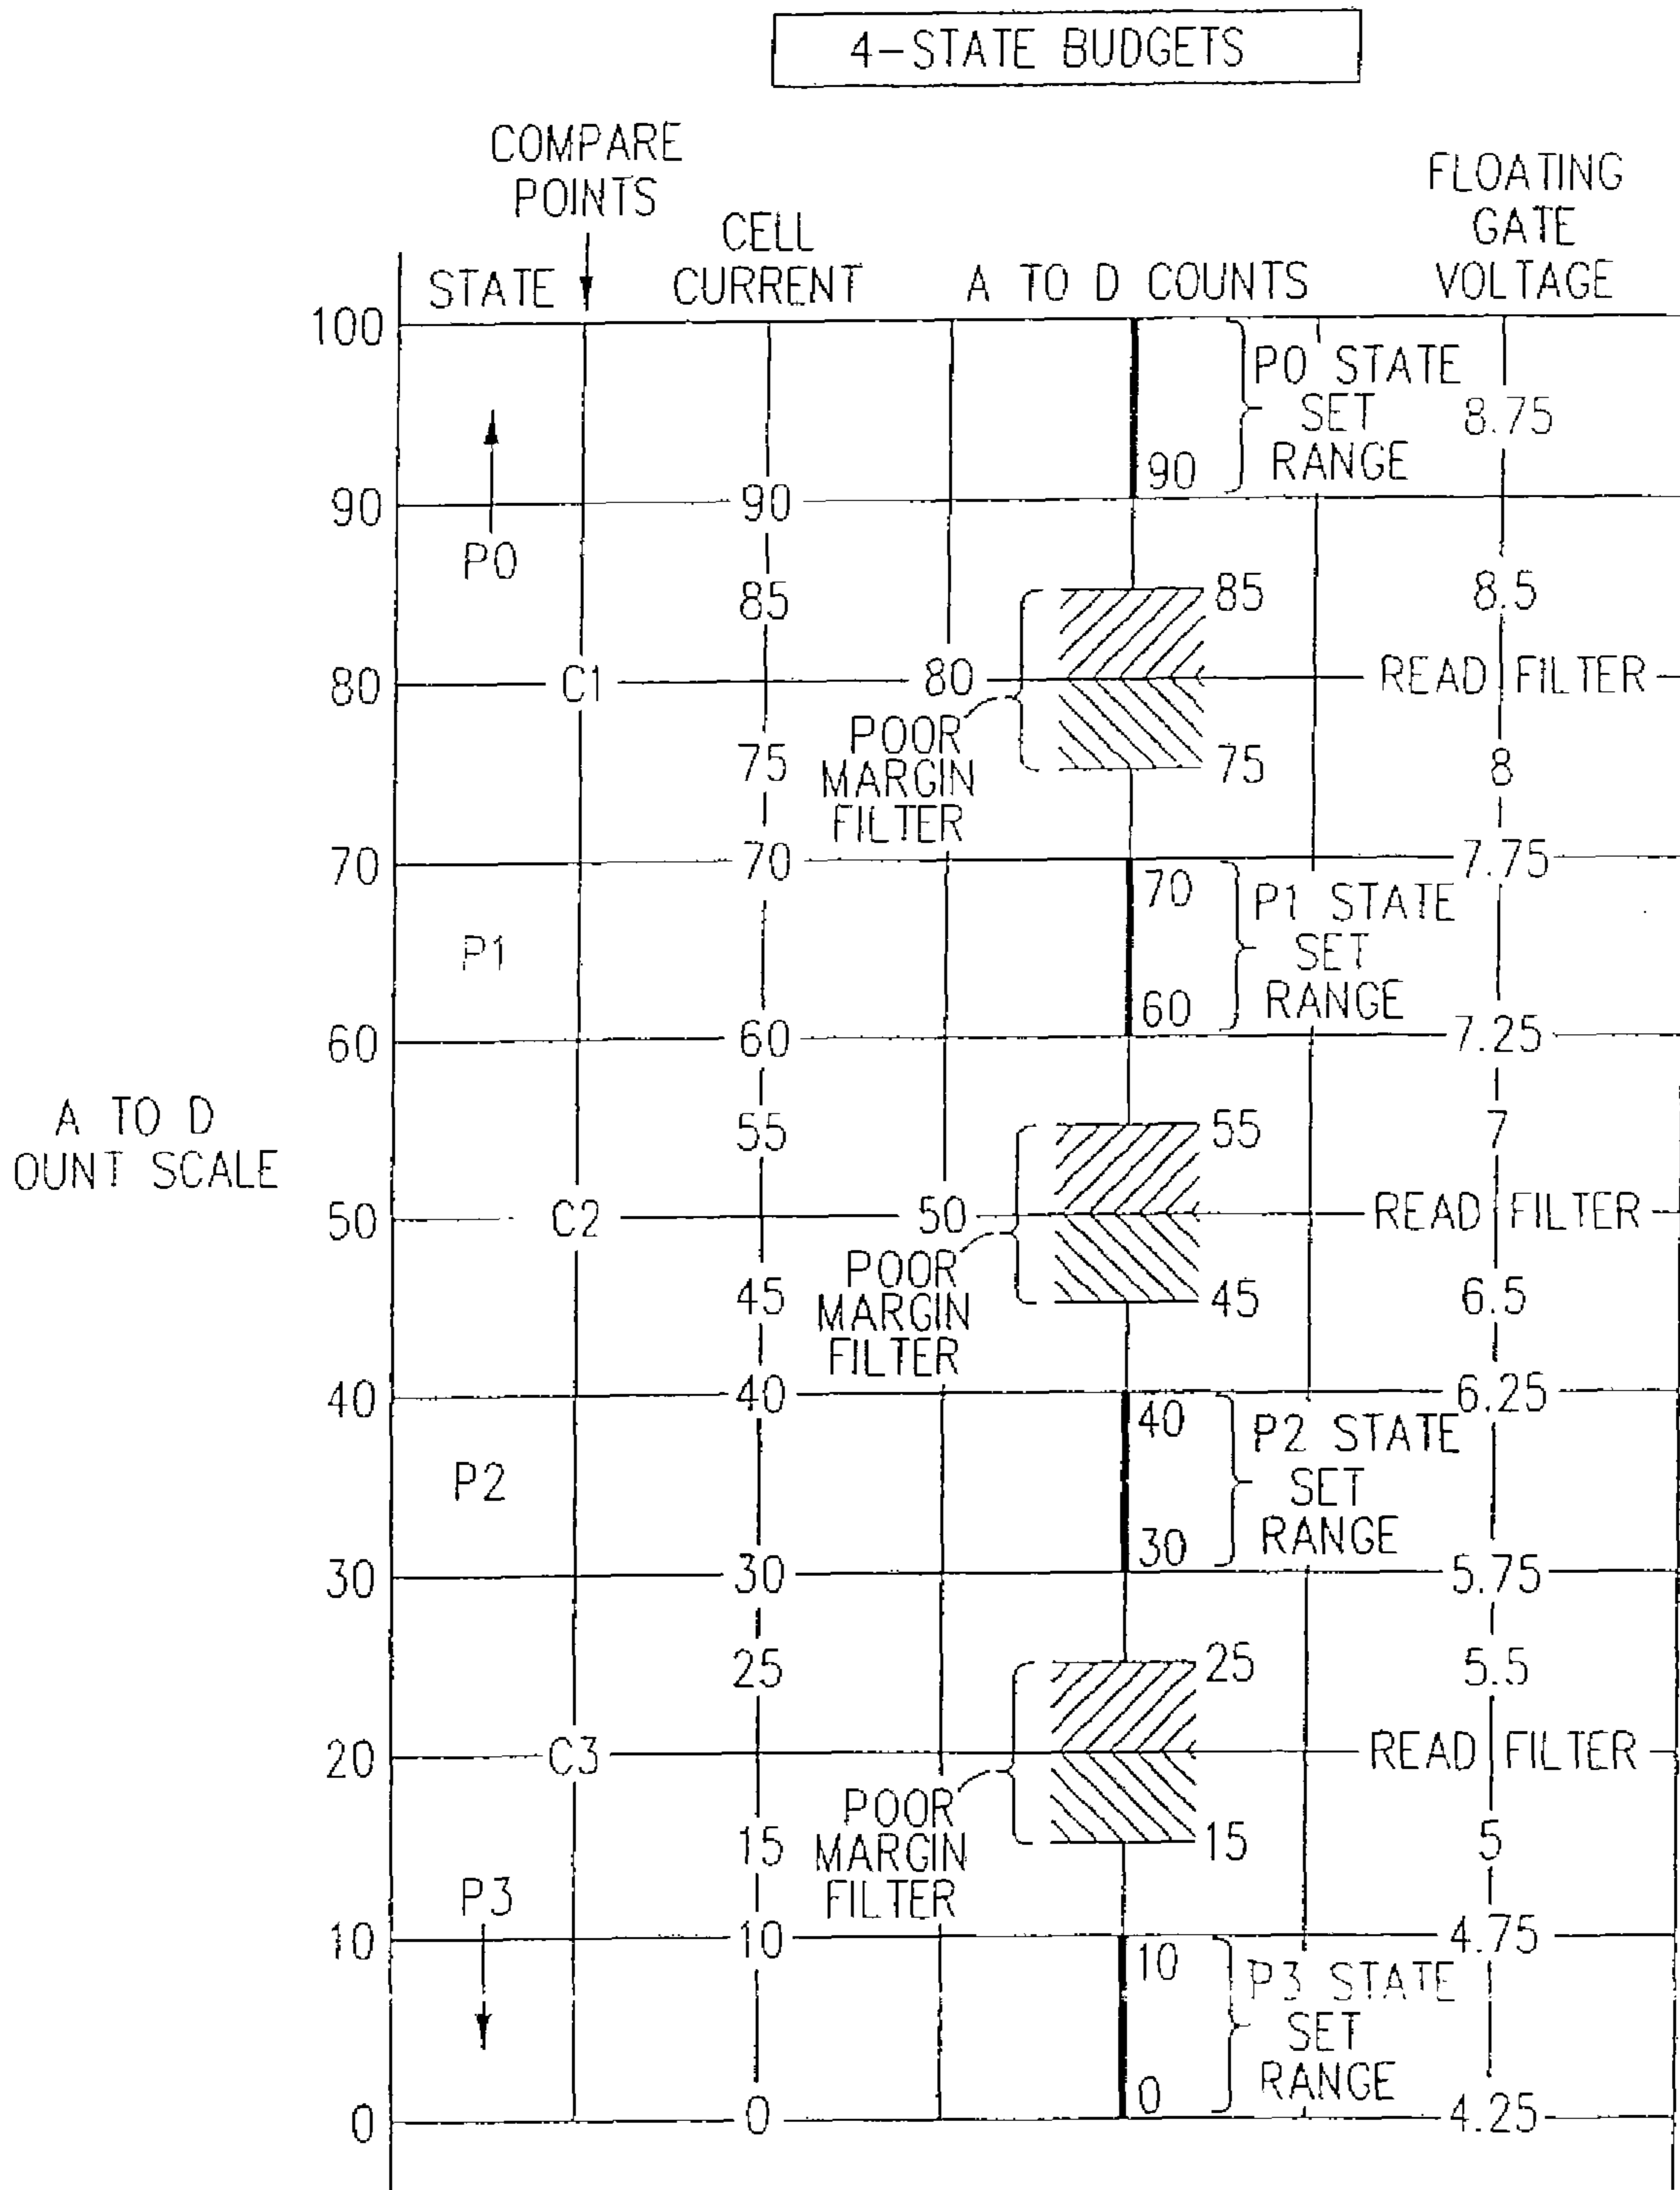 4-STATE BUDGETS
COMPARE
POINTS
FLOATING
GATE
VOLTAGE
CELL
CURRENT
STATE
A TO D COUNTS
100
P0 STATE
SET
RANGE
8.75
90
90
90
P0
85
85
8.5
80
C1
80
READ FILTER
POOR
MARGIN
FILTER
75
75
8
70
70
7.75
70
P1 STATE
SET
RANGE
P1
60
60
60
7.25
A TO D
OUNT SCALE
55
55
7
50
C2
50
READ FILTER
POOR
MARGIN
FILTER
45
45
6.5
40
40
6.25
40
P2 STATE
SET
RANGE
P2
30
30
30
5.75
25
25
5.5
20
C3
20
READ FILTER
POOR
MARGIN
FILTER
15
15
5
P3
10
10
4.75
10
P3 STATE
SET
RANGE
0
0
0
4.25